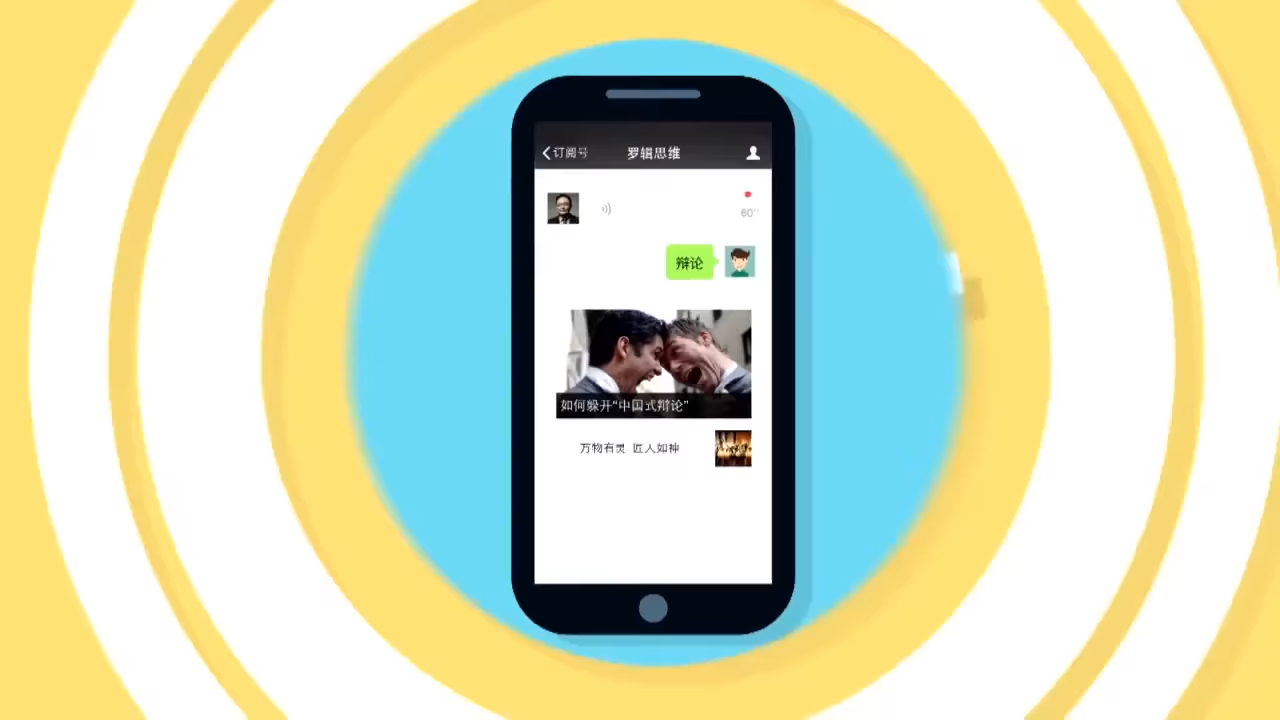 订阅号 罗辑思维
60''
辩论
如何躲开“中国式辩论”
万物有灵 匠人如神